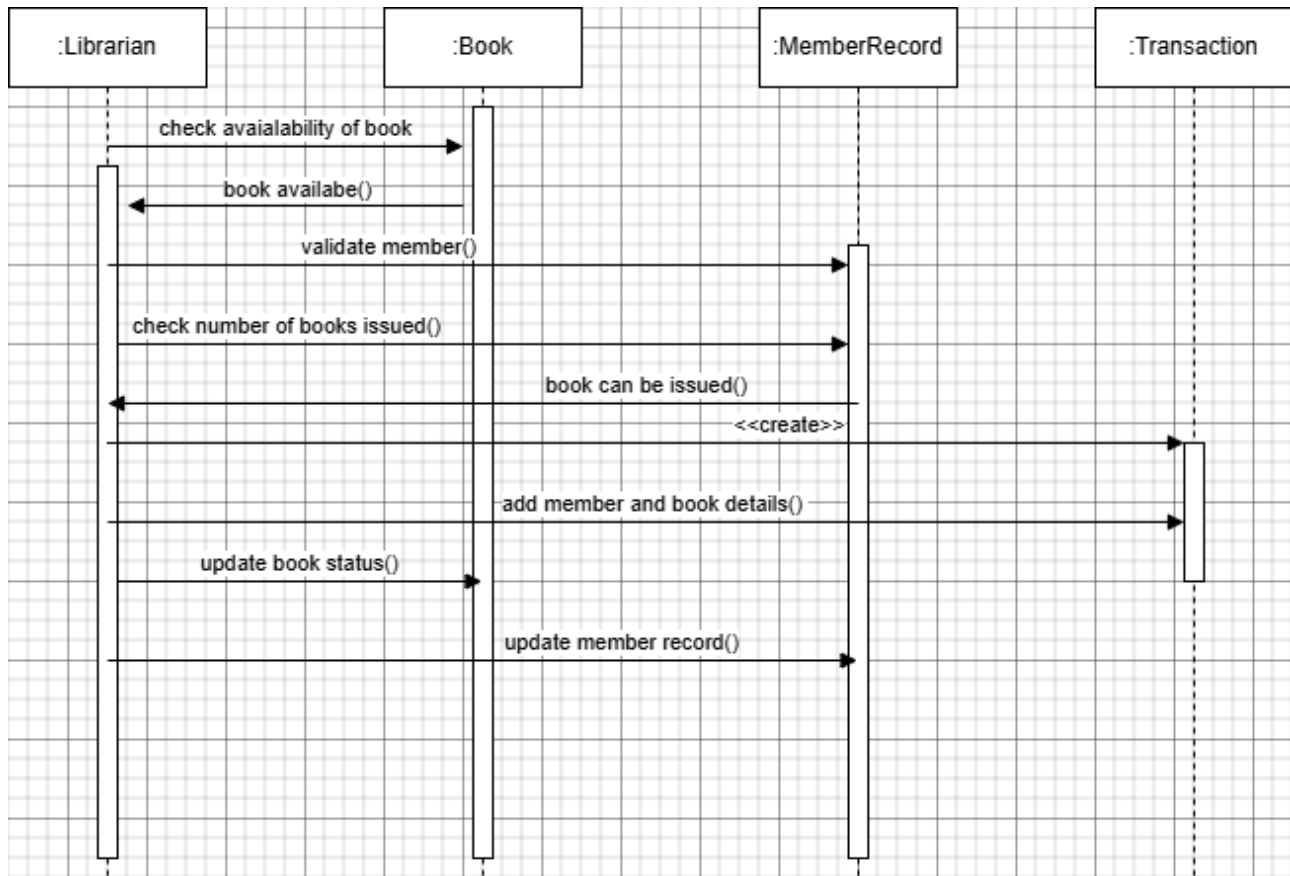 :Librarian
:Book
:MemberRecord
:Transaction
check avaialability of book
book availabe()
validate member()
check number of books issued()
book can be issued()
<<create>>
add member and book details()
update book status()
update member record()